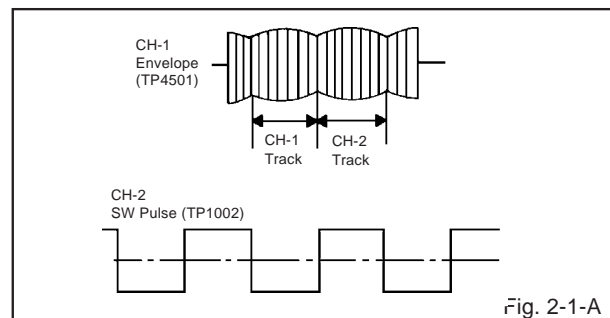 CH-1
Envelope
(TP4501)
CH-1
Track
CH-2
Track
CH-2
SW Pulse (TP1002)
Fig. 2-1-A